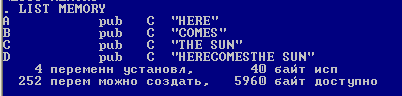 . LIST MEMORY
A pub C "HERE"
B pub C "COMES"
C pub C "THE SUN"
D pub C "HERECOMESTHE SUN"
4 переменн установл, 40 байт исп
252 перем можно создать, 5960 байт доступно